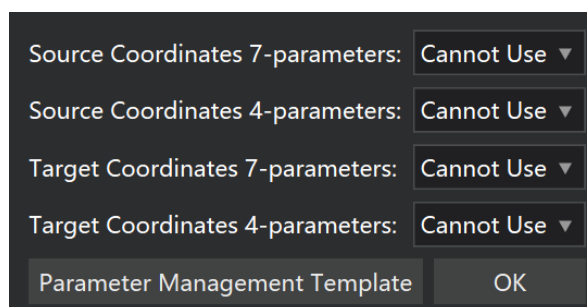 Source Coordinates 7-parameters: Cannot Use
Source Coordinates 4-parameters: Cannot Use
Target Coordinates 7-parameters: Cannot Use
Target Coordinates 4-parameters: Cannot Use
Parameter Management Template OK